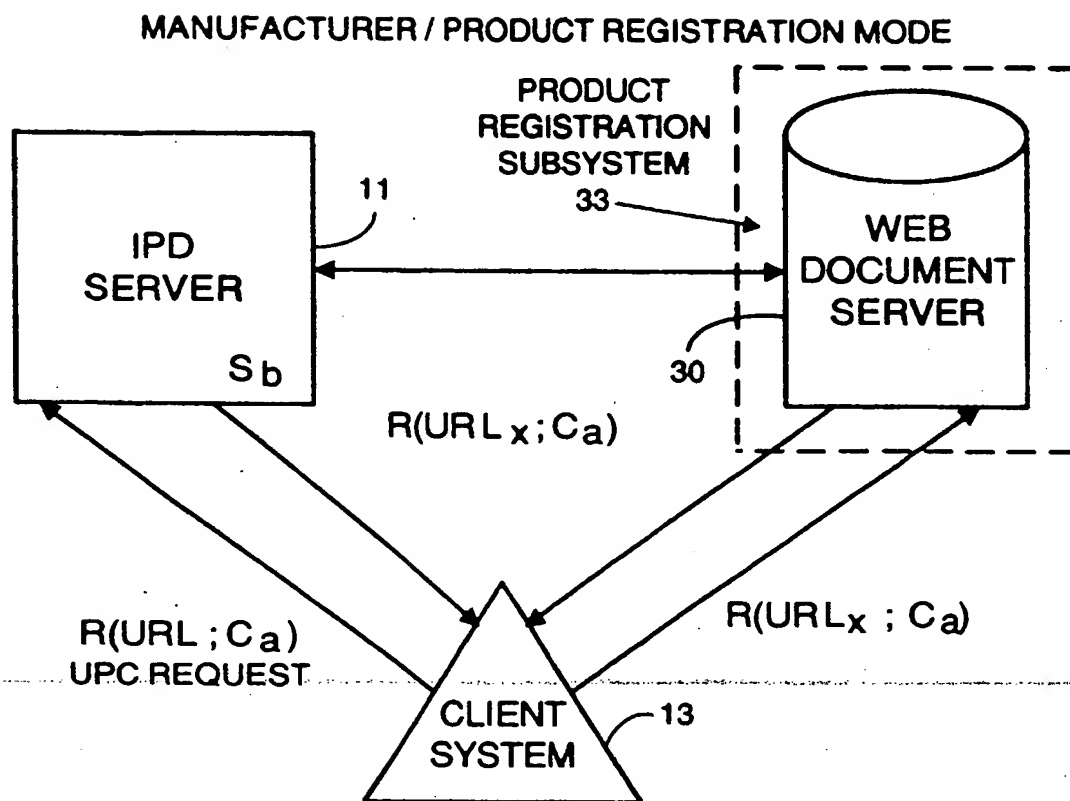 MANUFACTURER / PRODUCT REGISTRATION MODE
PRODUCT
REGISTRATION
SUBSYSTEM
33
11
IPD
SERVER
Sb
WEB
DOCUMENT
SERVER
30
R(URLx;Ca)
R(URL;Ca)
UPC REQUEST
R(URLx ; Ca)
CLIENT
SYSTEM
13